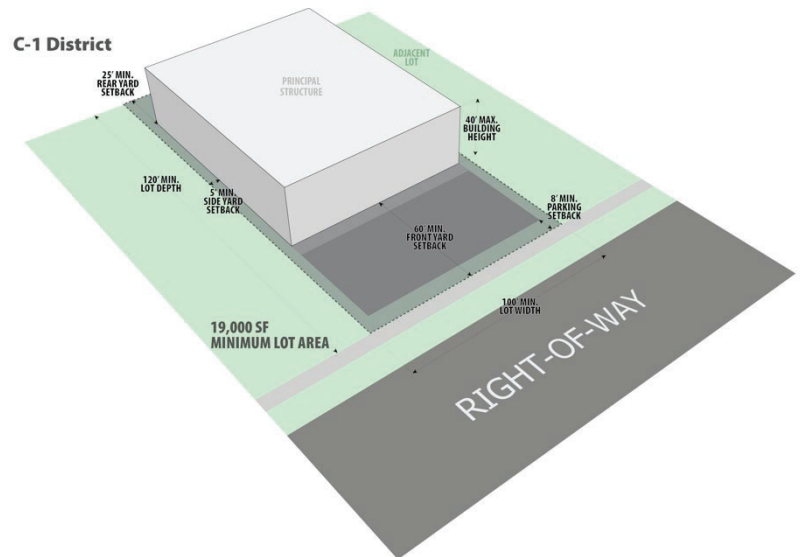 C-1 District
ADJACENT
LOT
25' MIN.
REAR YARD
SETBACK
PRINCIPAL
STRUCTURE
40' MAX.
BUILDING
HEIGHT
120' MIN.
LOT DEPTH
5' MIN.
SIDE YARD
SETBACK
8' MIN.
PARKING
SETBACK
60' MIN.
FRONT YARD
SETBACK
100' MIN.
LOT WIDTH
19,000 SF
MINIMUM LOT AREA
RIGHT-OF-WAY